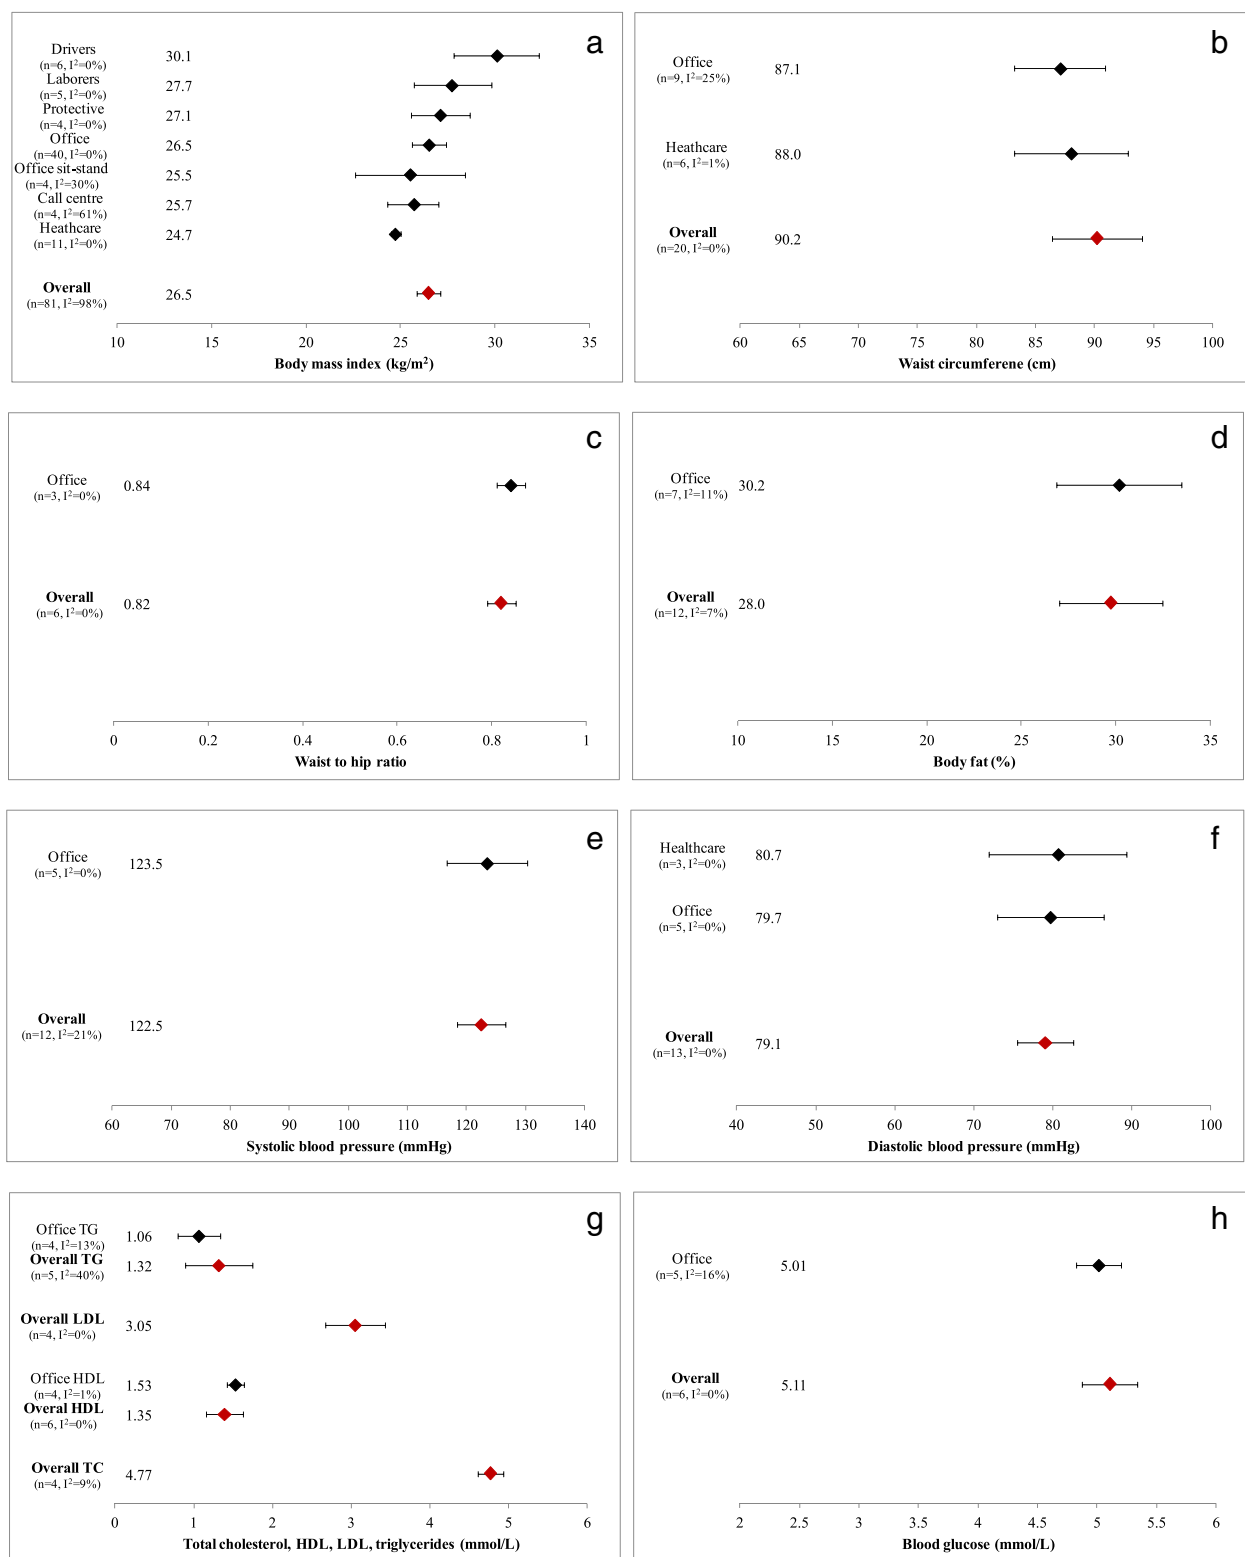 a
Drivers
(n=6, I²=0%)
30.1
Laborers
(n=5, I²=0%)
27.7
Protective
(n=4, I²=0%)
27.1
Office
(n=40, I²=0%)
26.5
Office sit-stand
(n=4, I²=30%)
25.5
Call centre
(n=4, I²=61%)
25.7
Heathcare
(n=11, I²=0%)
24.7
Overall
(n=81, I²=98%)
26.5
10 15 20 25 30 35
Body mass index (kg/m²)
b
Office
(n=9, I²=25%)
87.1
Heathcare
(n=6, I²=1%)
88.0
Overall
(n=20, I²=0%)
90.2
60 65 70 75 80 85 90 95 100
Waist circumferene (cm)
c
Office
(n=3, I²=0%)
0.84
Overall
(n=6, I²=0%)
0.82
0 0.2 0.4 0.6 0.8 1
Waist to hip ratio
d
Office
(n=7, I²=11%)
30.2
Overall
(n=12, I²=7%)
28.0
10 15 20 25 30 35
Body fat (%)
e
Office
(n=5, I²=0%)
123.5
Overall
(n=12, I²=21%)
122.5
60 70 80 90 100 110 120 130 140
Systolic blood pressure (mmHg)
f
Healthcare
(n=3, I²=0%)
80.7
Office
(n=5, I²=0%)
79.7
Overall
(n=13, I²=0%)
79.1
40 50 60 70 80 90 100
Diastolic blood pressure (mmHg)
g
Office TG
(n=4, I²=13%)
1.06
Overall TG
(n=5, I²=40%)
1.32
Overall LDL
(n=4, I²=0%)
3.05
Office HDL
(n=4, I²=1%)
1.53
Overal HDL
(n=6, I²=0%)
1.35
Overall TC
(n=4, I²=9%)
4.77
0 1 2 3 4 5 6
Total cholesterol, HDL, LDL, triglycerides (mmol/L)
h
Office
(n=5, I²=16%)
5.01
Overall
(n=6, I²=0%)
5.11
2 2.5 3 3.5 4 4.5 5 5.5 6
Blood glucose (mmol/L)